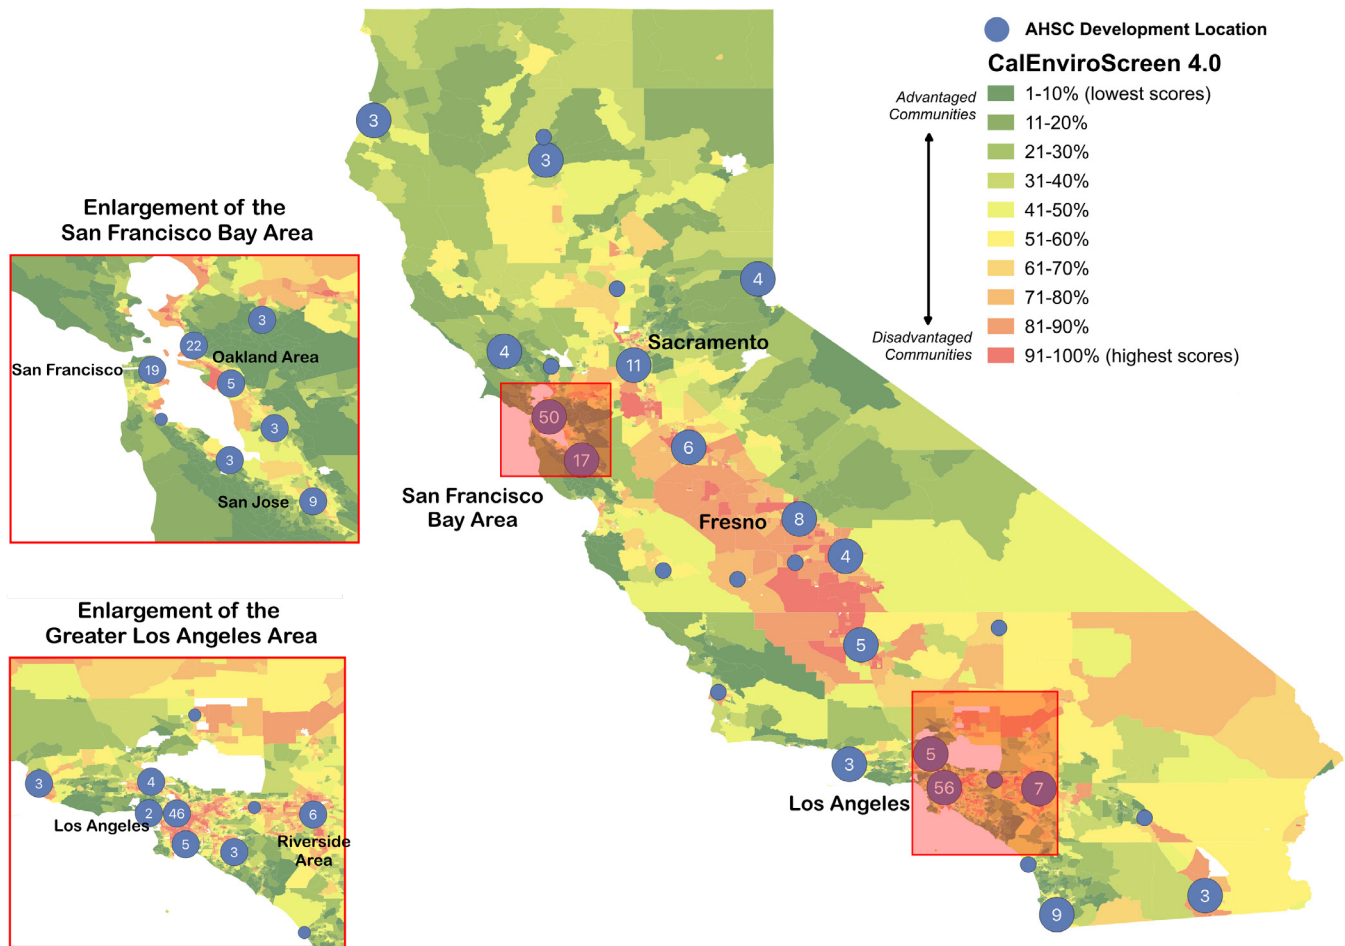 AHSC Development Location
CalEnviroScreen 4.0
Advantaged
Communities
Disadvantaged
Communities
1-10% (lowest scores)
11-20%
21-30%
31-40%
41-50%
51-60%
61-70%
71-80%
81-90%
91-100% (highest scores)
3
3
4
4
Sacramento
11
50
17
San Francisco
Bay Area
6
Fresno
8
4
5
3
Los Angeles
5
56
7
3
9
Enlargement of the
San Francisco Bay Area
3
22
Oakland Area
San Francisco
19
5
3
3
San Jose
9
Enlargement of the
Greater Los Angeles Area
3
4
2
46
6
Los Angeles
5
3
Riverside
Area